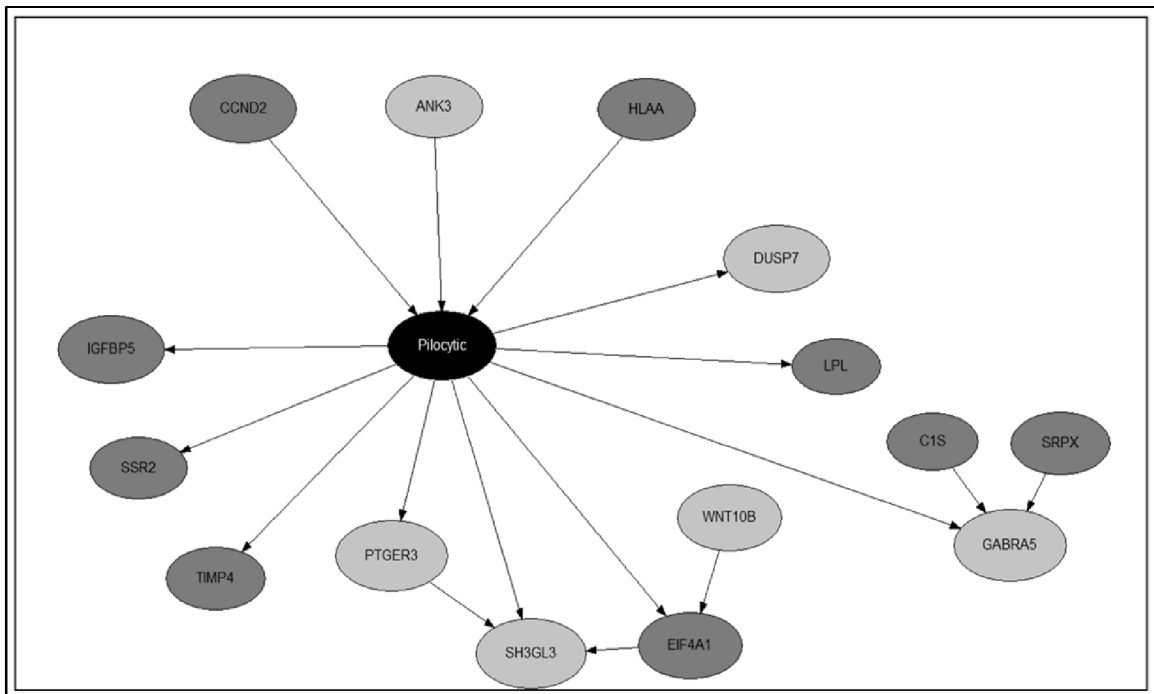 CCND2
ANK3
HLAA
DUSP7
IGFBP5
Pilocytic
LPL
C1S
SRPX
SSR2
WNT10B
PTGER3
GABRA5
TIMP4
SH3GL3
EIF4A1